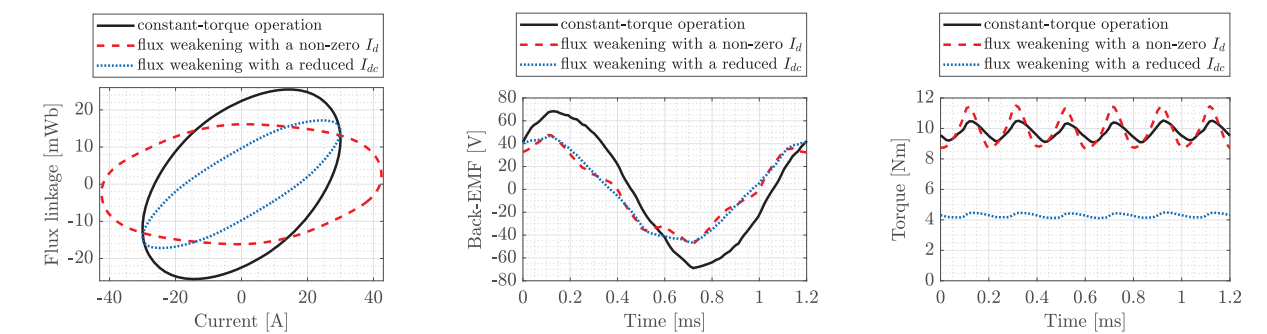 constant-torque operation
flux weakening with a non-zero I_d
flux weakening with a reduced I_dc
Flux linkage [mWb]
20
10
0
-10
-20
-40 -20 0 20 40
Current [A]
constant-torque operation
flux weakening with a non-zero I_d
flux weakening with a reduced I_dc
Back-EMF [V]
80
60
40
20
0
-20
-40
-60
-80
0 0.2 0.4 0.6 0.8 1 1.2
Time [ms]
constant-torque operation
flux weakening with a non-zero I_d
flux weakening with a reduced I_dc
Torque [Nm]
12
10
8
6
4
2
0
0 0.2 0.4 0.6 0.8 1 1.2
Time [ms]